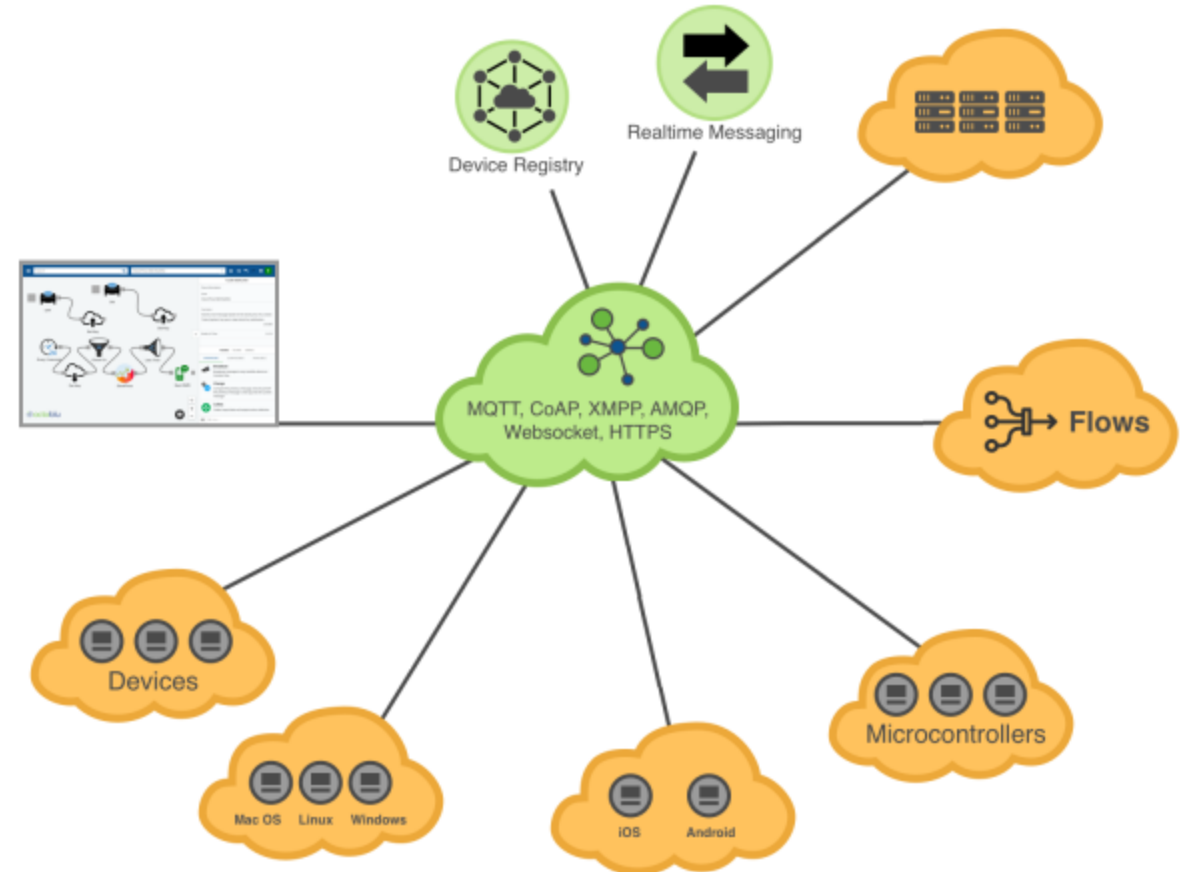 Realtime Messaging
Device Registry
MQTT, CoAP, XMPP, AMQP,
Websocket, HTTPS
Flows
Devices
Microcontrollers
Mac OS Linux Windows
iOS Android